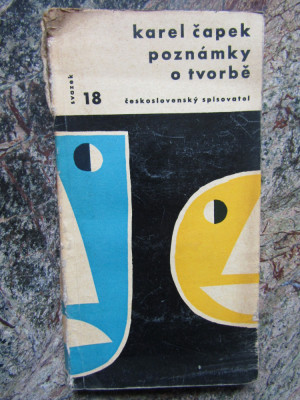 karel čapek
poznámky
o tvorbě
svazek
18
československý spisovatel